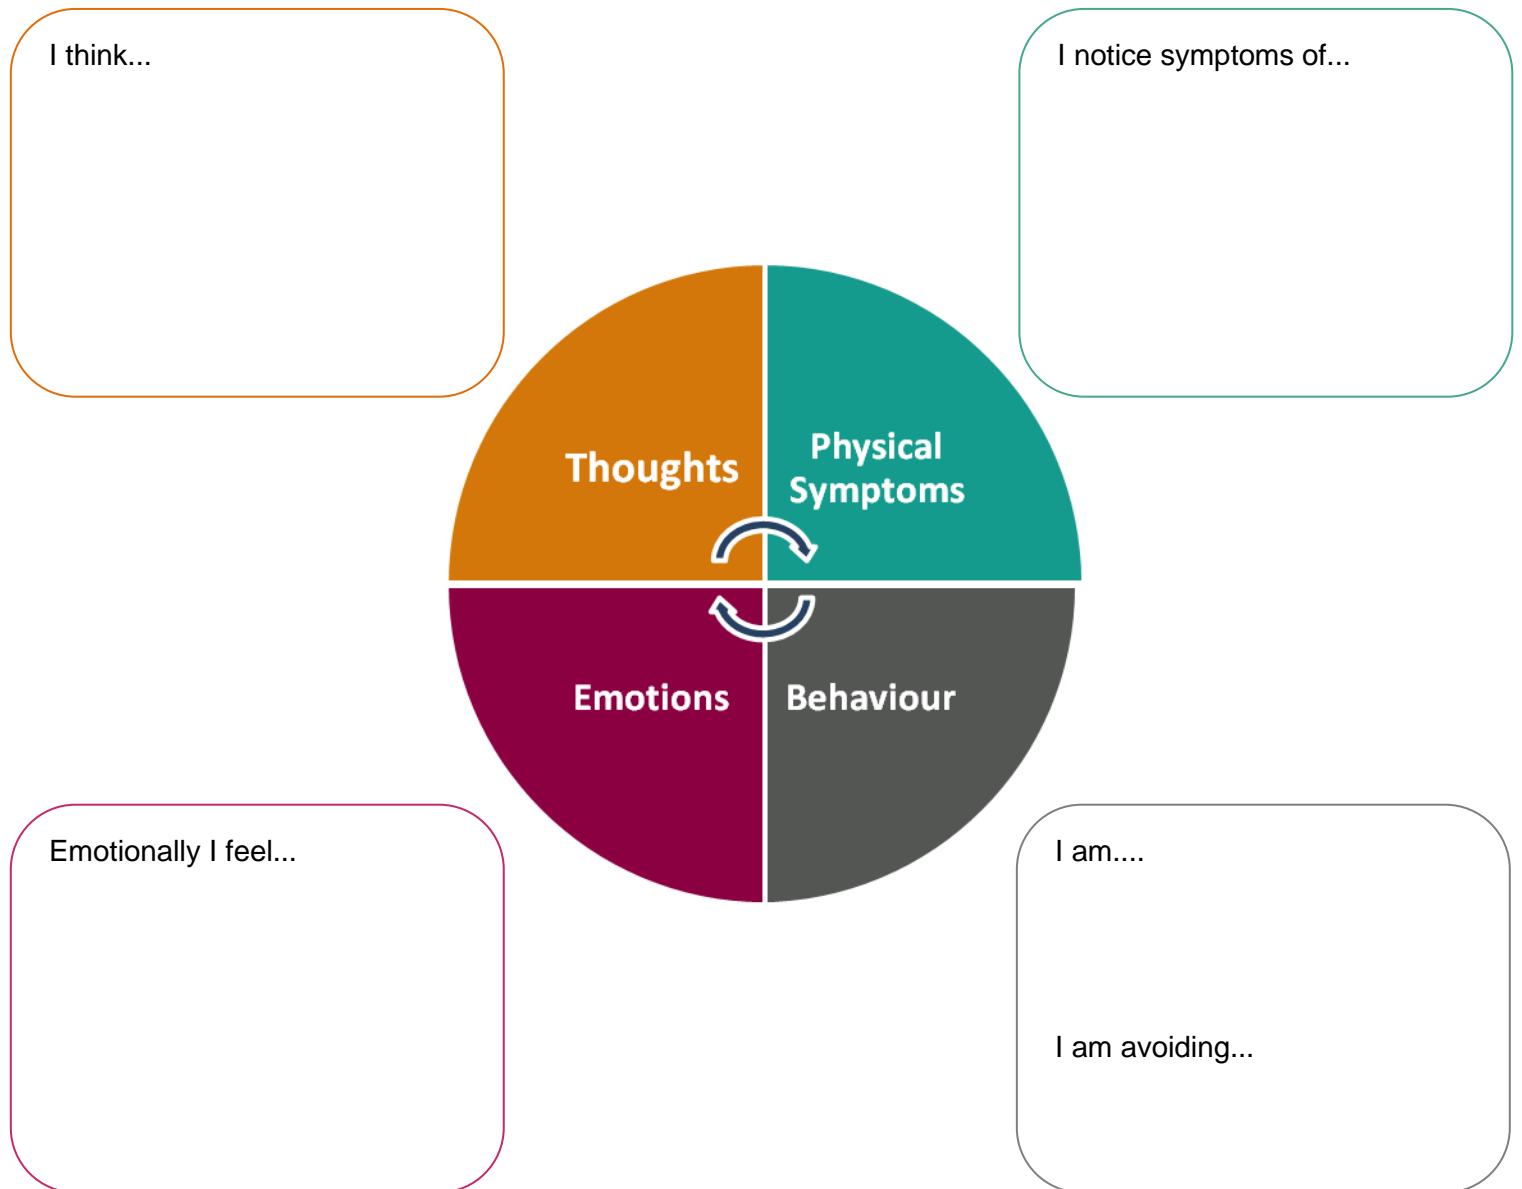 I think...
I notice symptoms of...
Thoughts
Physical
Symptoms
Emotions
Behaviour
Emotionally I feel...
I am....
I am avoiding...